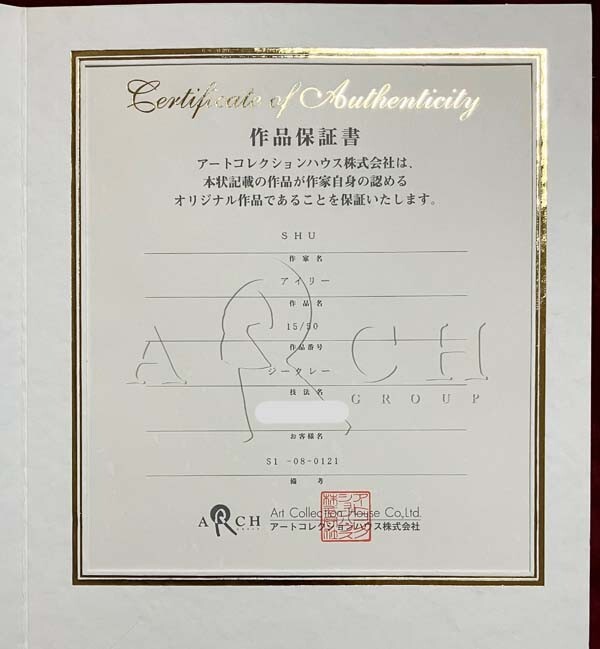 Certificate of Authenticity
作品保証書
アートコレクションハウス株式会社は、
本状記載の作品が作家自身の認める
オリジナル作品であることを保証いたします。
SHU
作家名
アイリー
作品名
15/50
作品番号
ジークレー
技法名
ARCH
GROUP
お客様名
S1 -08-0121
備考
ARCH
GROUP
Art Collection House Co.,Ltd.
アートコレクションハウス株式会社